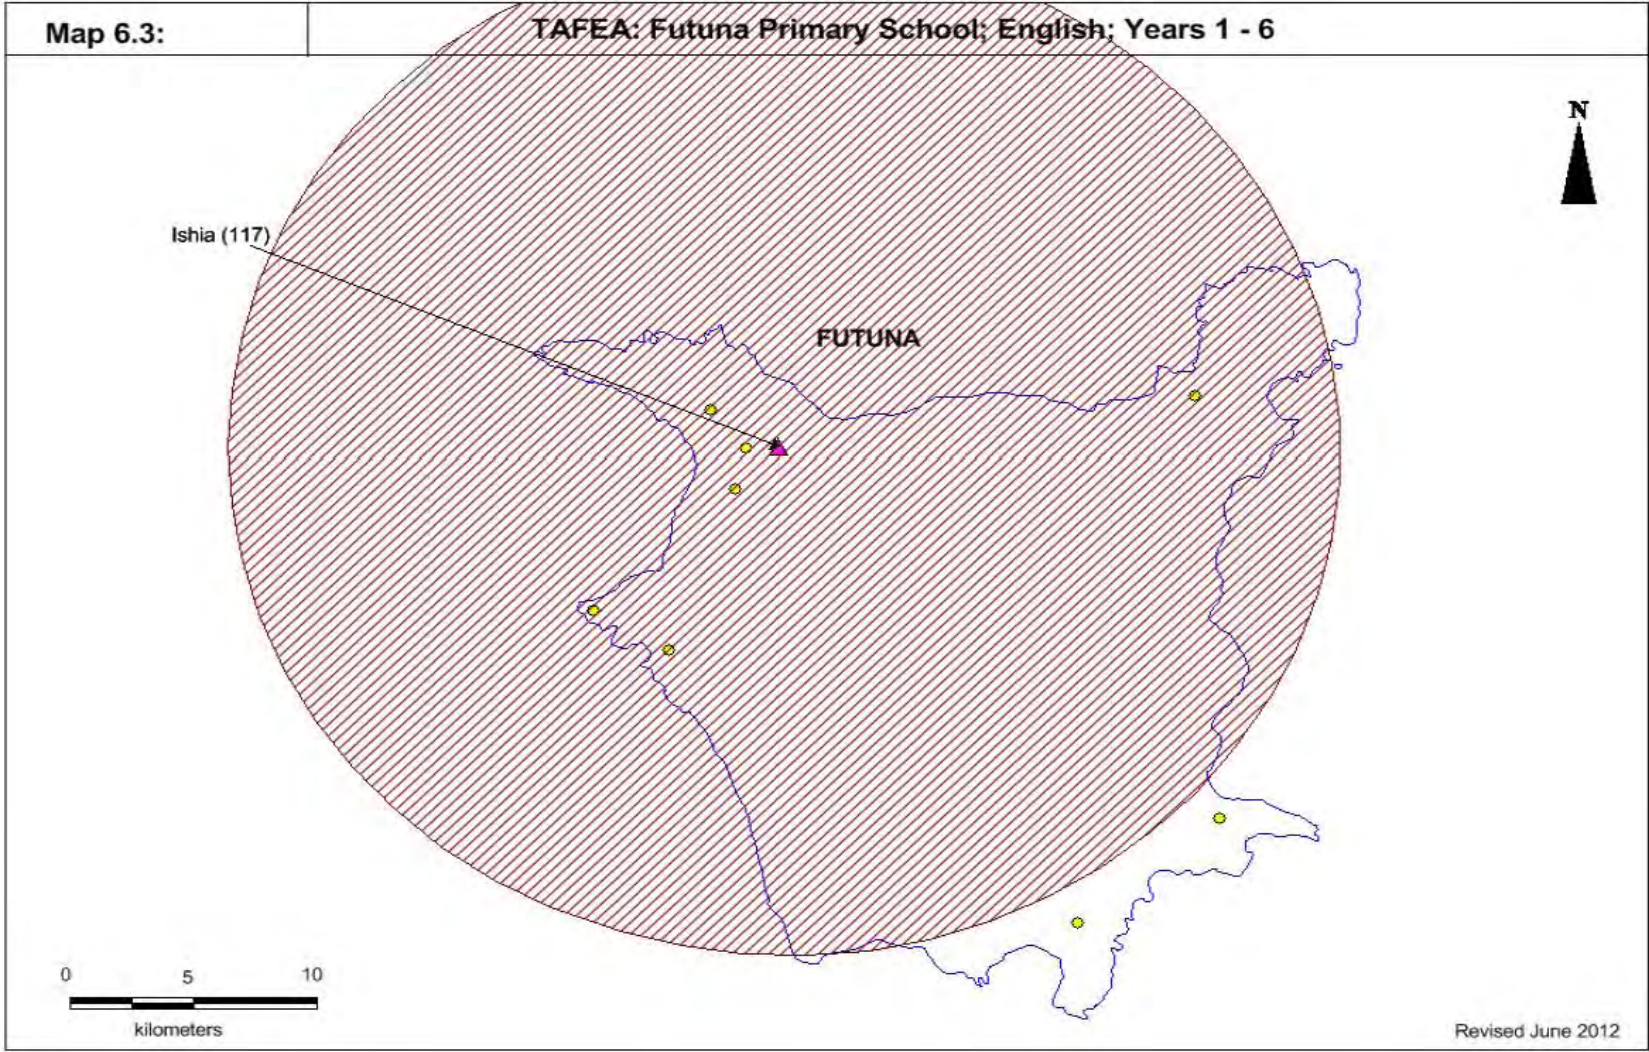 Map 6.3:
TAFEA: Futuna Primary School; English; Years 1 - 6
N
Ishia (117)
FUTUNA
0 5 10
kilometers
Revised June 2012